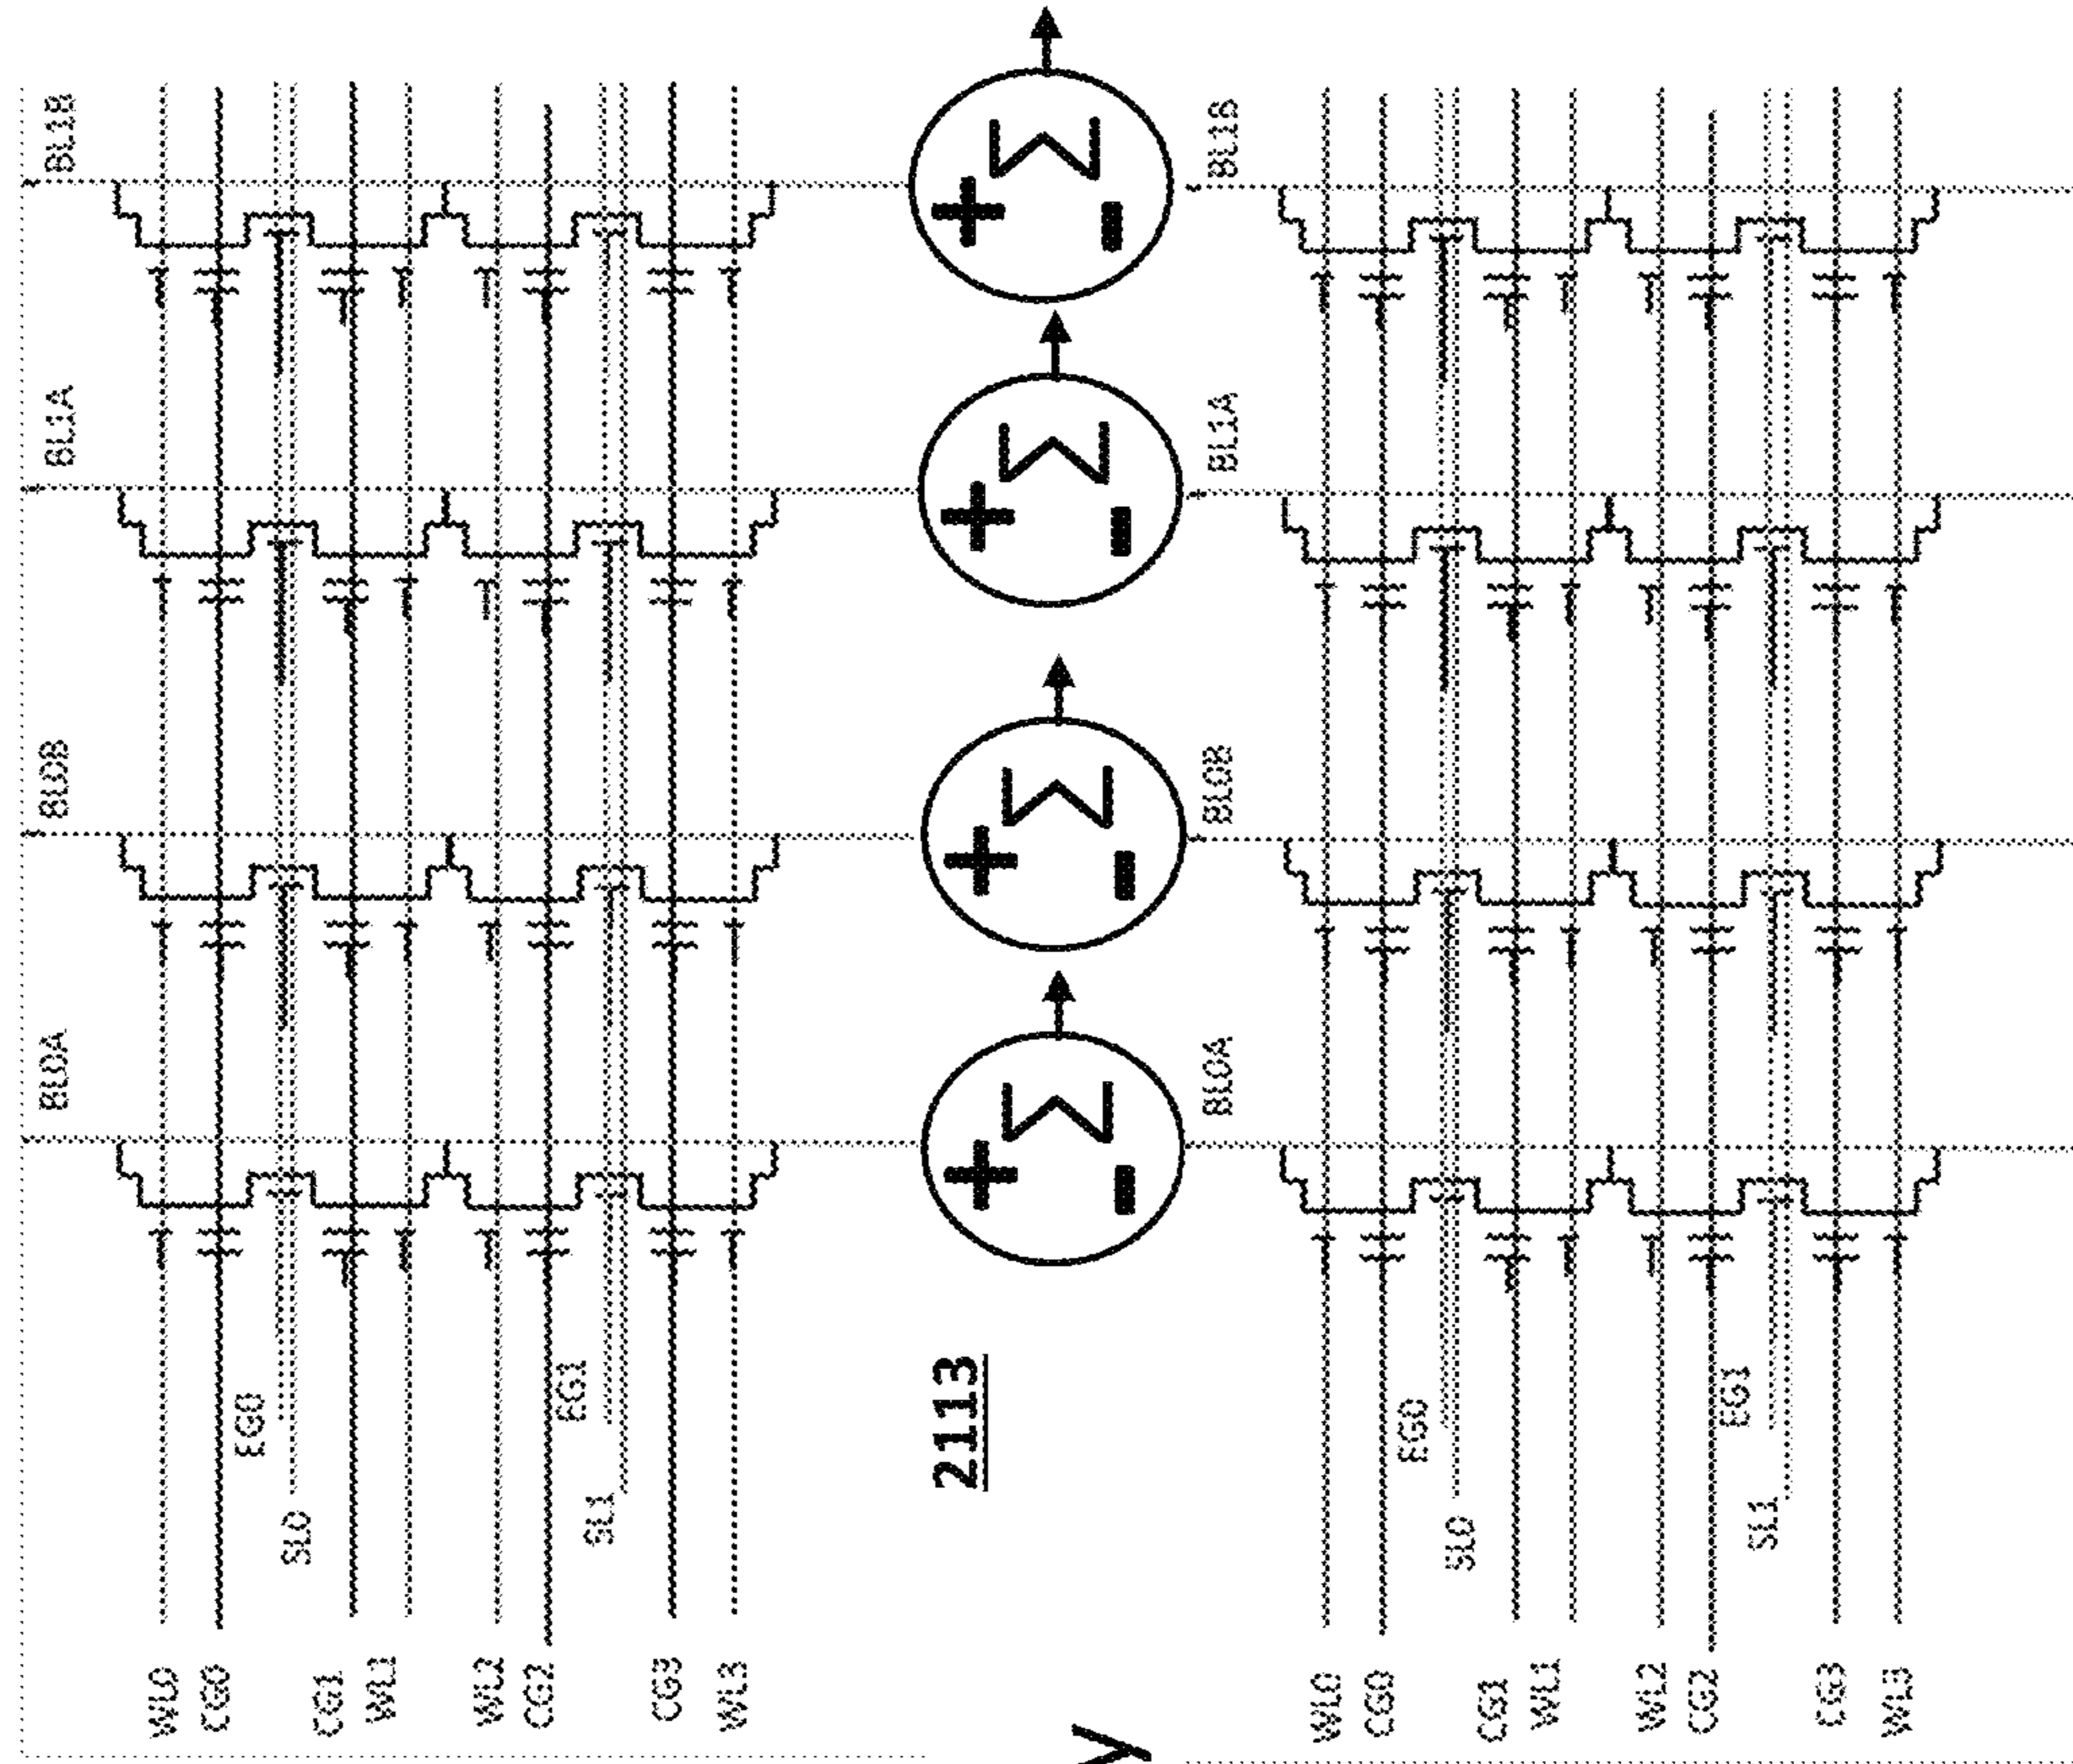 BL0A BL0B BL1A BL1B
WL0
CG0
EG0
SL0
CG1
WL1
WL2
CG2
EG1
SL1
CG3
WL3
2113
+ Σ - + Σ - + Σ - + Σ -
y
BL0A BL0B BL1A BL1B
WL0
CG0
EG0
SL0
CG1
WL1
WL2
CG2
EG1
SL1
CG3
WL3